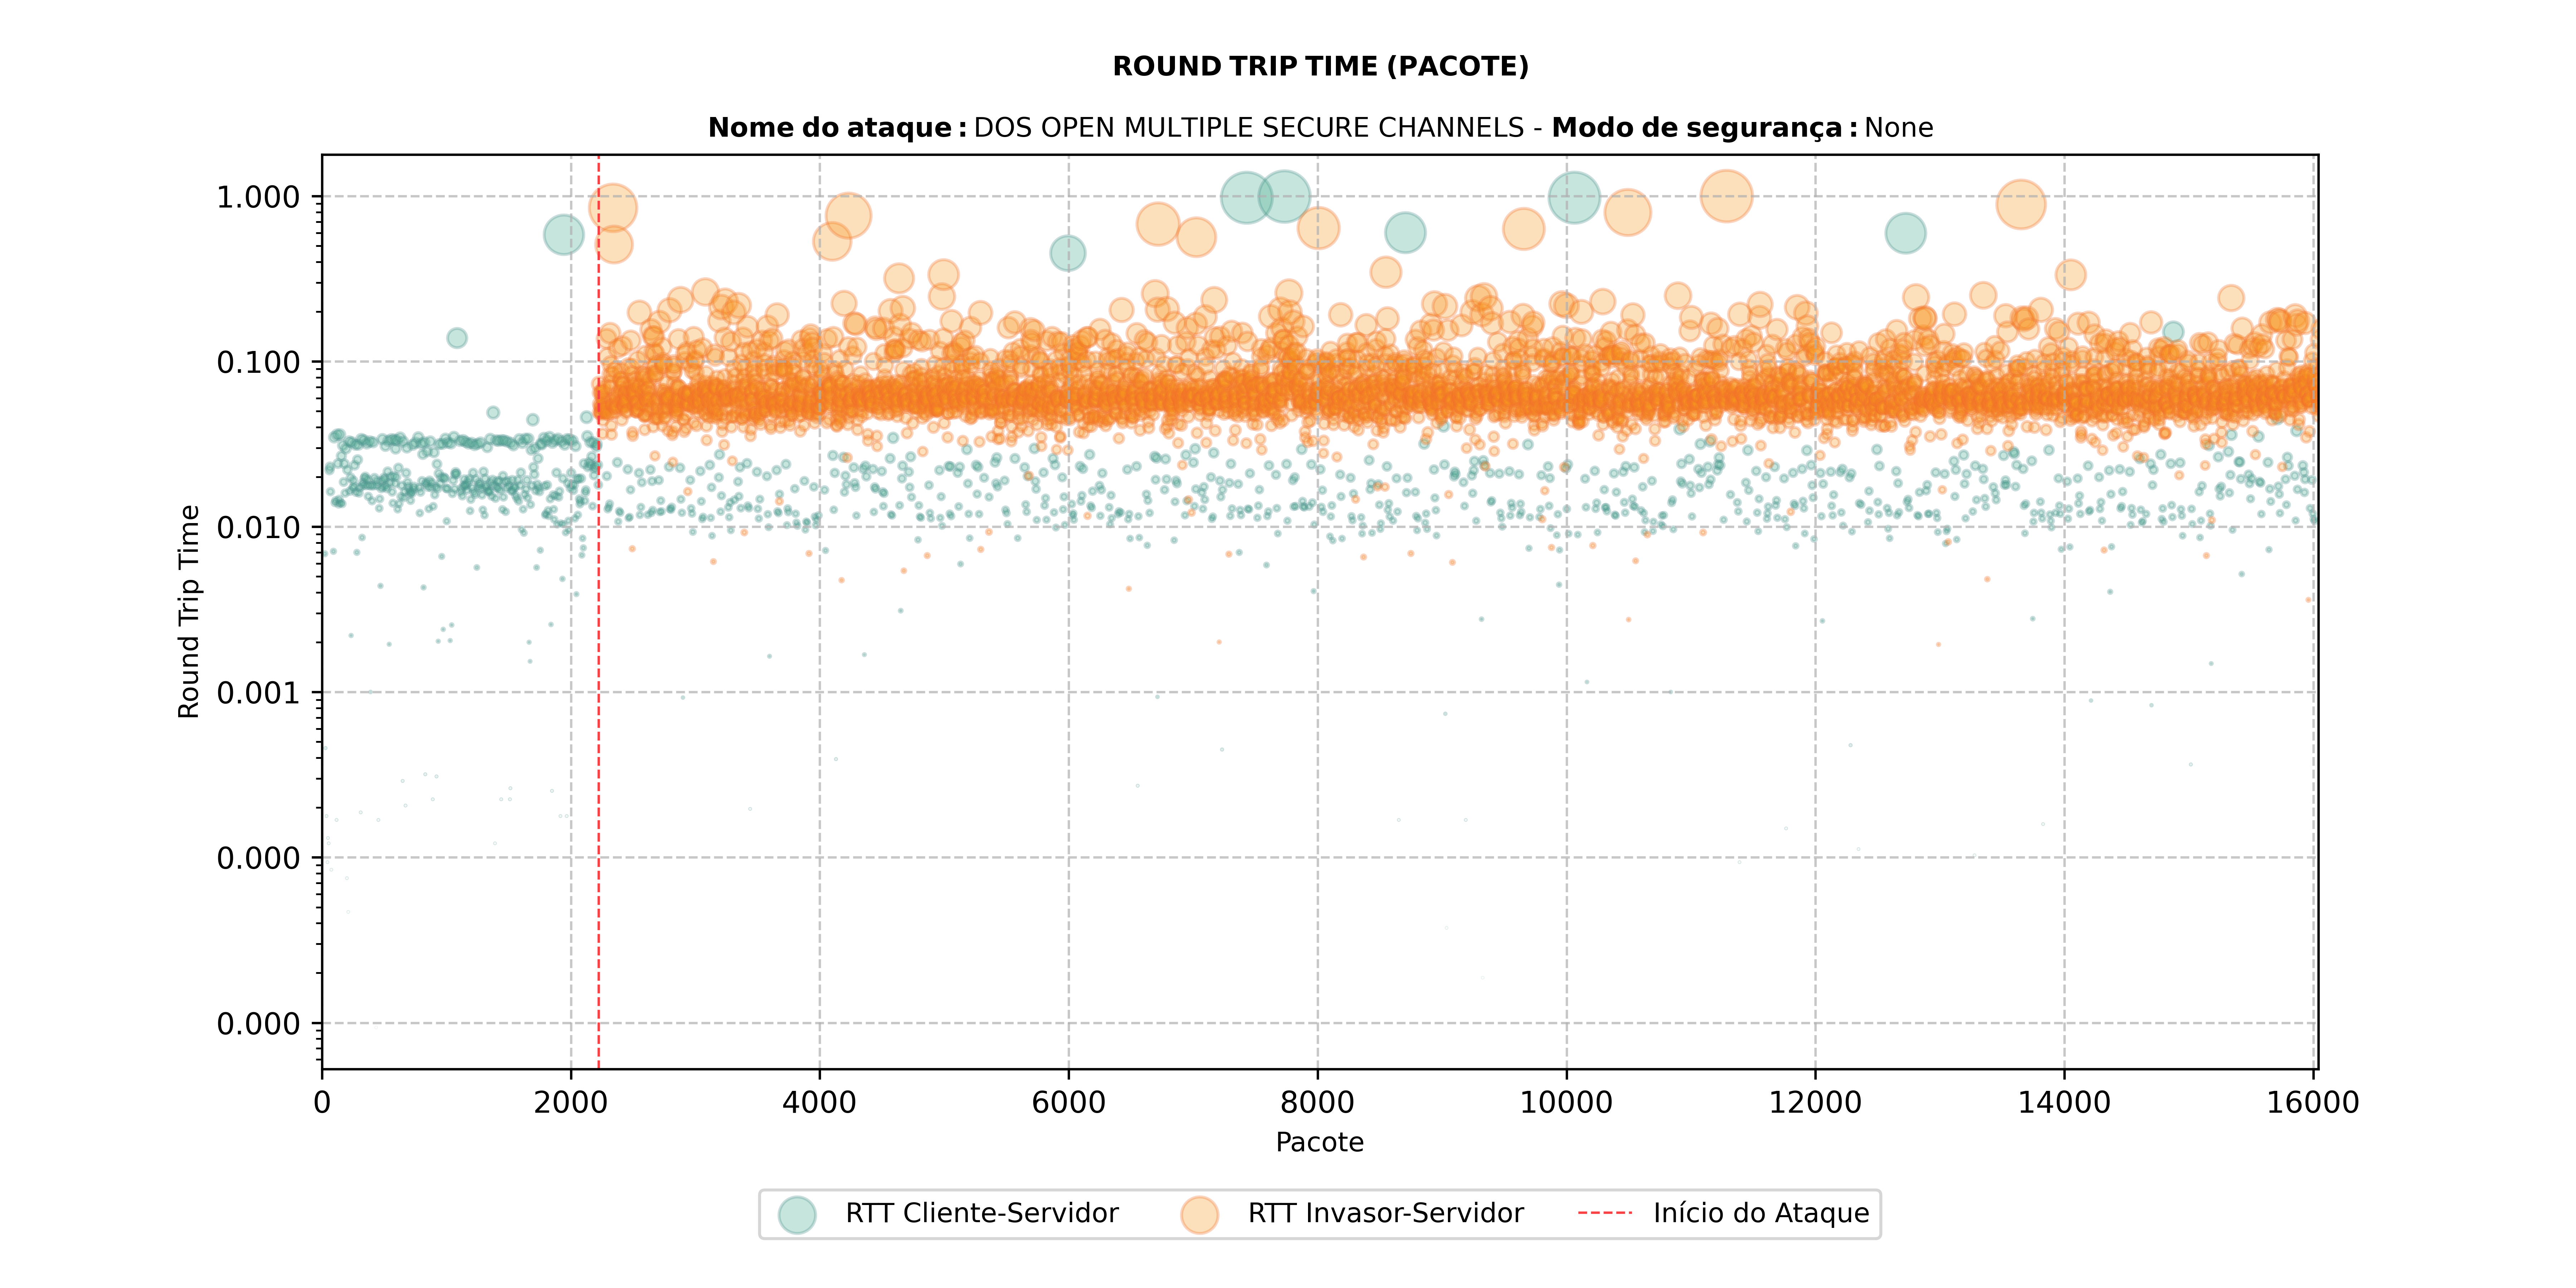 ROUND TRIP TIME (PACOTE)
Nome do ataque: DOS OPEN MULTIPLE SECURE CHANNELS - Modo de segurança: None
Round Trip Time
1.000
0.100
0.010
0.001
0.000
0.000
0 2000 4000 6000 8000 10000 12000 14000 16000
Pacote
RTT Cliente-Servidor RTT Invasor-Servidor Início do Ataque